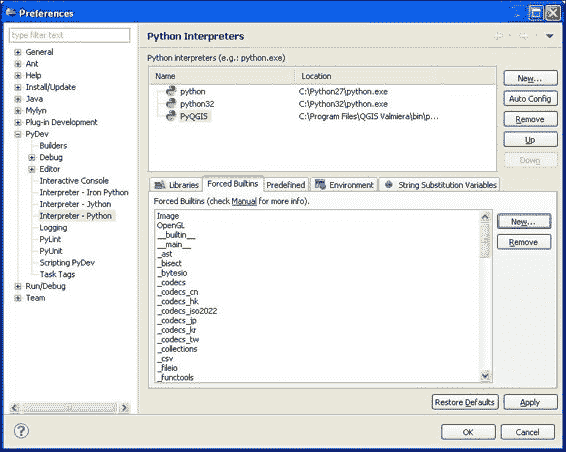 Preferences
type filter text
General
Ant
Help
Install/Update
Java
Mylyn
Plug-in Development
PyDev
Builders
Debug
Editor
Interactive Console
Interpreter - Iron Python
Interpreter - Jython
Interpreter - Python
Logging
PyLint
PyUnit
Scripting PyDev
Task Tags
Run/Debug
Team
Python Interpreters
Python interpreters (e.g.: python.exe)
Name Location
python C:\Python27\python.exe
python32 C:\Python32\python.exe
PyQGIS C:\Program Files\QGIS Valmiera\bin\p...
New...
Auto Config
Remove
Up
Down
Libraries Forced Builtins Predefined Environment String Substitution Variables
Forced Builtins (check Manual for more info).
Image
OpenGL
__builtin__
__main__
_ast
_bisect
_bytesio
_codecs
_codecs_cn
_codecs_hk
_codecs_iso2022
_codecs_jp
_codecs_kr
_codecs_tw
_collections
_csv
_fileio
_functools
New...
Remove
Restore Defaults Apply
? OK Cancel